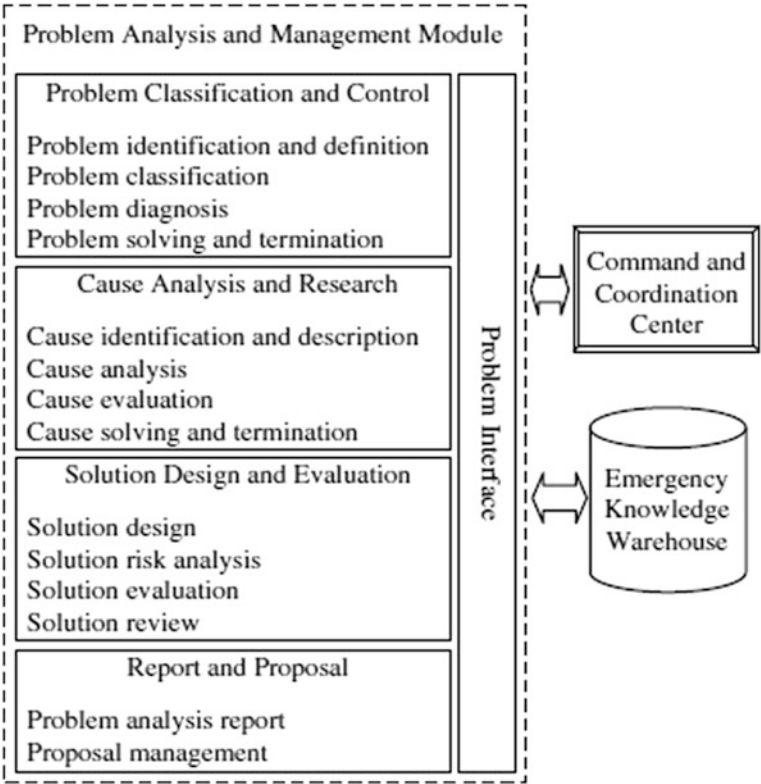 Problem Analysis and Management Module
Problem Classification and Control
Problem identification and definition
Problem classification
Problem diagnosis
Problem solving and termination
Cause Analysis and Research
Cause identification and description
Cause analysis
Cause evaluation
Cause solving and termination
Solution Design and Evaluation
Solution design
Solution risk analysis
Solution evaluation
Solution review
Report and Proposal
Problem analysis report
Proposal management
Problem Interface
Command and
Coordination
Center
Emergency
Knowledge
Warehouse